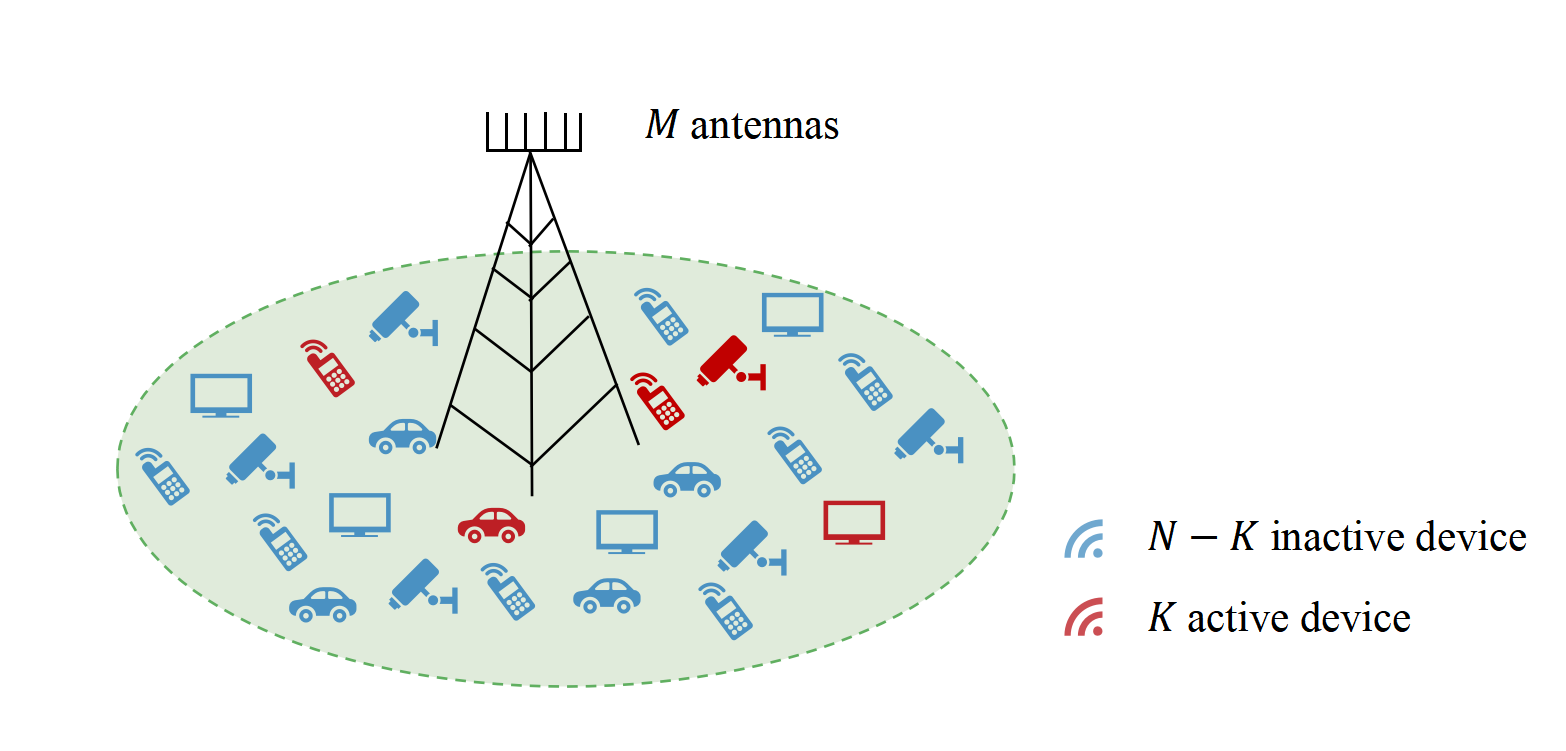 M antennas
N − K inactive device
K active device